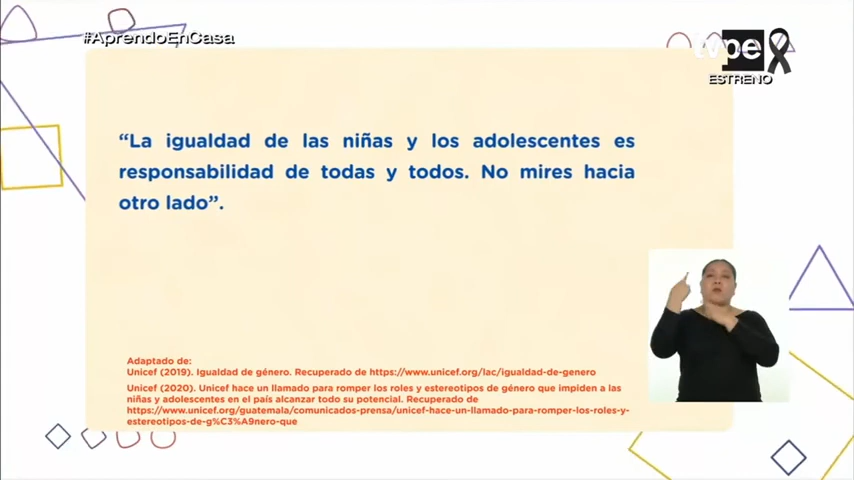 #AprendoEnCasa
tvpe
ESTRENO
“La igualdad de las niñas y los adolescentes es
responsabilidad de todas y todos. No mires hacia
otro lado”.
Adaptado de:
Unicef (2019). Igualdad de género. Recuperado de https://www.unicef.org/lac/igualdad-de-genero
Unicef (2020). Unicef hace un llamado para romper los roles y estereotipos de género que impiden a las
niñas y adolescentes en el país alcanzar todo su potencial. Recuperado de
https://www.unicef.org/guatemala/comunicados-prensa/unicef-hace-un-llamado-para-romper-los-roles-y-
estereotipos-de-g%C3%A9nero-que